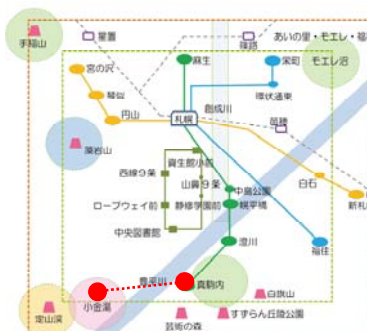 手稲山
星置
篠路
あいの里・モエレ・福
宮の沢
麻生
栄町
モエレ沼
琴似
円山
札幌
創成川
環状通東
苗穂
藻岩山
資生館小前
西線9条
山鼻9条
中島公園
白石
ロープウェイ前
静修学園前
幌平橋
新札
中央図書館
澄川
福住
豊平川
定山渓
小金湯
真駒内
白旗山
芸術の森
すずらん丘陵公園